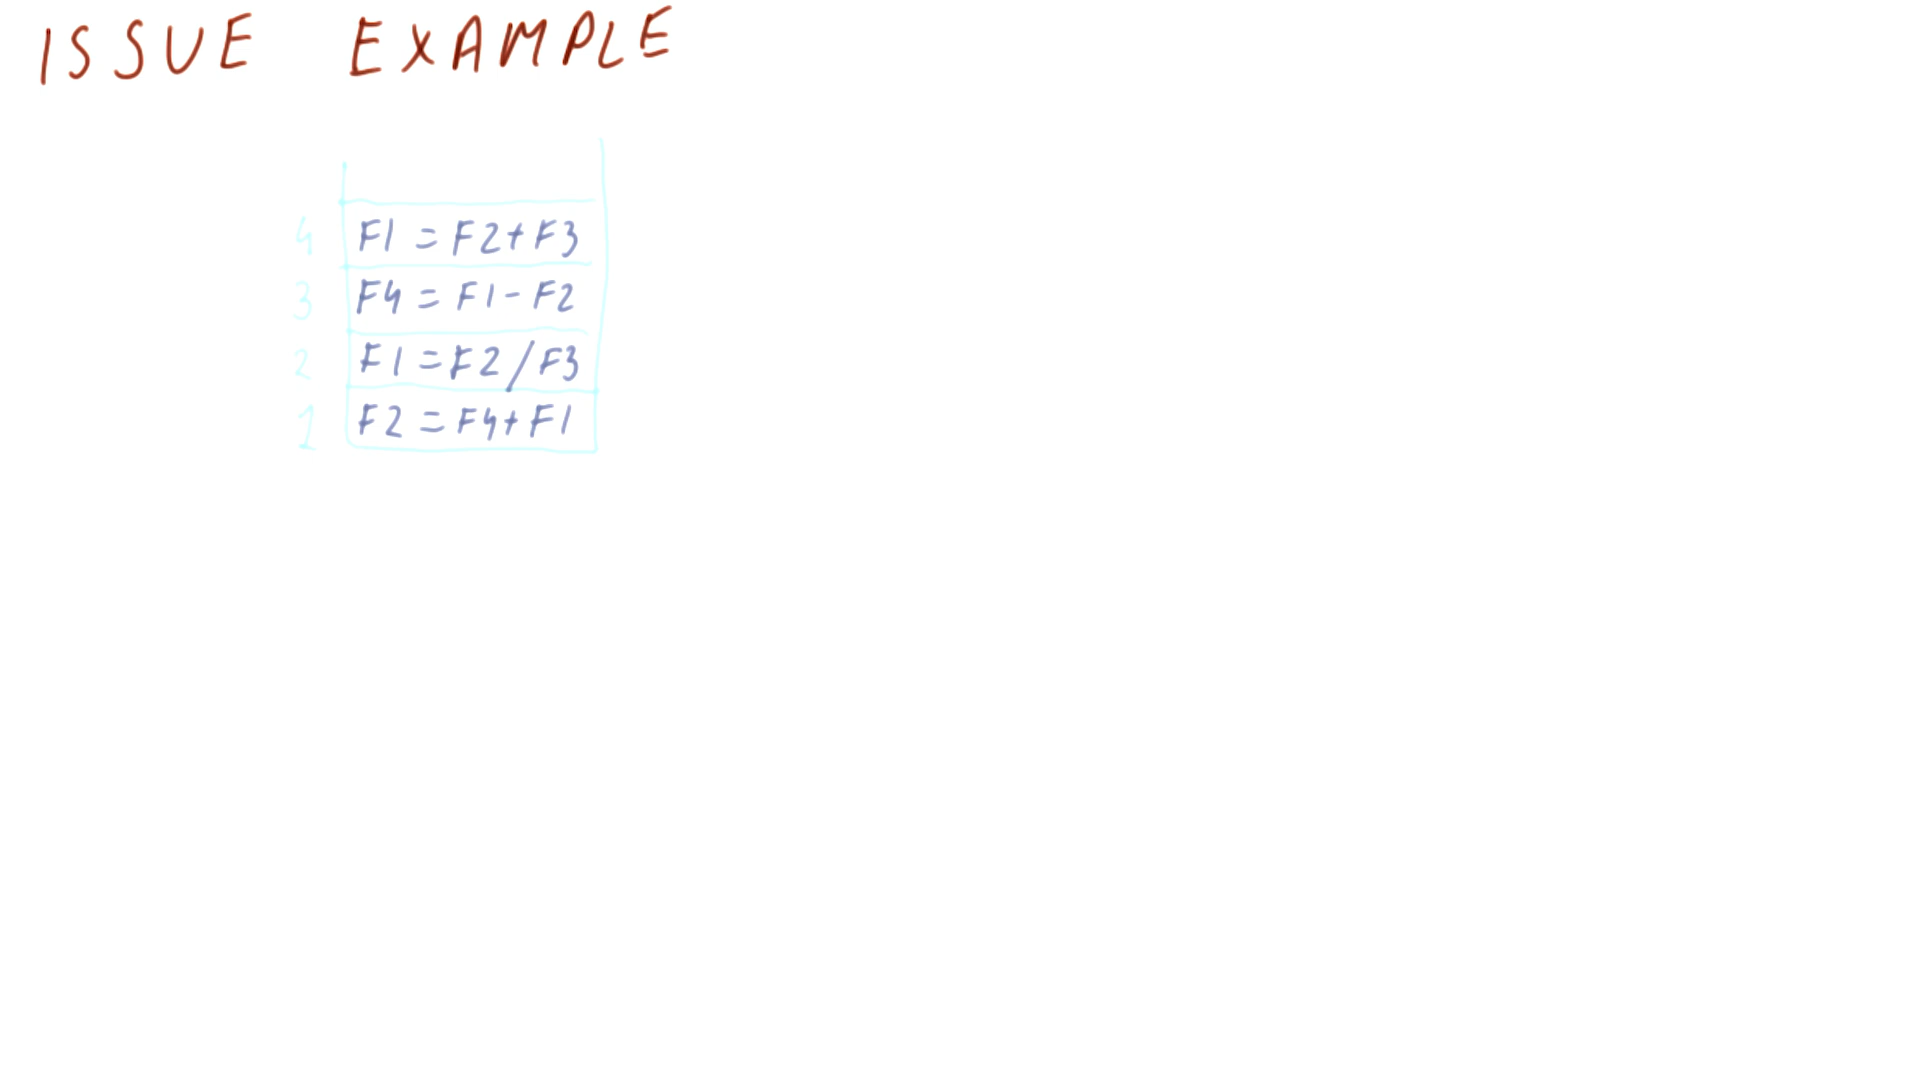 ISSUE EXAMPLE
4 F1 = F2+F3
3 F4 = F1-F2
2 F1 = F2/F3
1 F2 = F4+F1